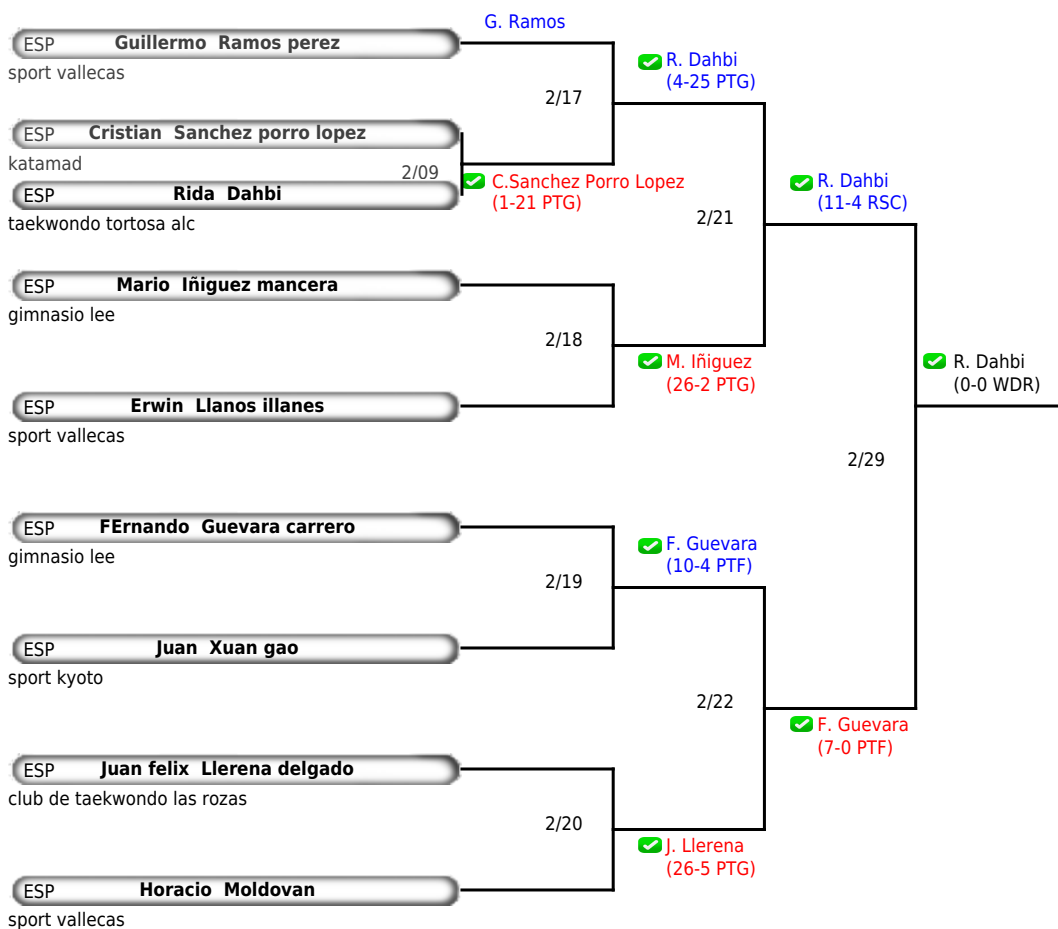 G. Ramos
ESP Guillermo Ramos perez
sport vallecas
R. Dahbi
(4-25 PTG)
2/17
ESP Cristian Sanchez porro lopez
katamad
2/09
C.Sanchez Porro Lopez
(1-21 PTG)
ESP Rida Dahbi
taekwondo tortosa alc
R. Dahbi
(11-4 RSC)
2/21
ESP Mario Iñiguez mancera
gimnasio lee
2/18
M. Iñiguez
(26-2 PTG)
R. Dahbi
(0-0 WDR)
ESP Erwin Llanos illanes
sport vallecas
2/29
ESP FErnando Guevara carrero
gimnasio lee
F. Guevara
(10-4 PTF)
2/19
ESP Juan Xuan gao
sport kyoto
2/22
F. Guevara
(7-0 PTF)
ESP Juan felix Llerena delgado
club de taekwondo las rozas
2/20
J. Llerena
(26-5 PTG)
ESP Horacio Moldovan
sport vallecas